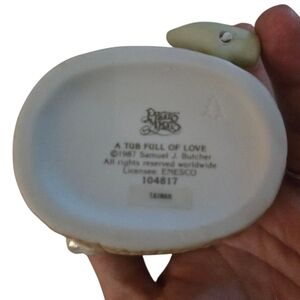 Precious
Moments
A TUB FULL OF LOVE
©1987 Samuel J. Butcher
All rights reserved worldwide
Licensee ENESCO
104817
TAIWAN